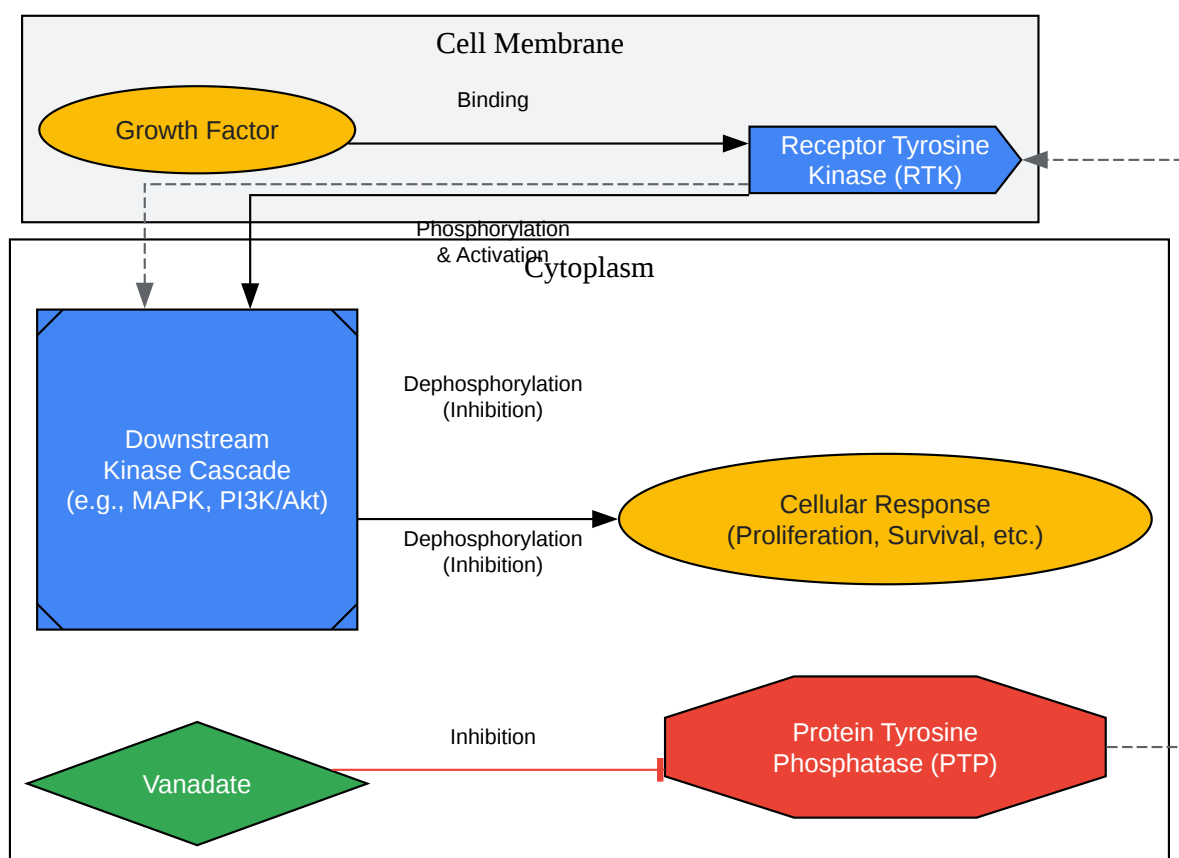 Cell Membrane
Binding
Growth Factor
Receptor Tyrosine
Kinase (RTK)
Phosphorylation
& Activation
Cytoplasm
Dephosphorylation
(Inhibition)
Downstream
Kinase Cascade
(e.g., MAPK, PI3K/Akt)
Cellular Response
(Proliferation, Survival, etc.)
Dephosphorylation
(Inhibition)
Inhibition
Vanadate
Protein Tyrosine
Phosphatase (PTP)